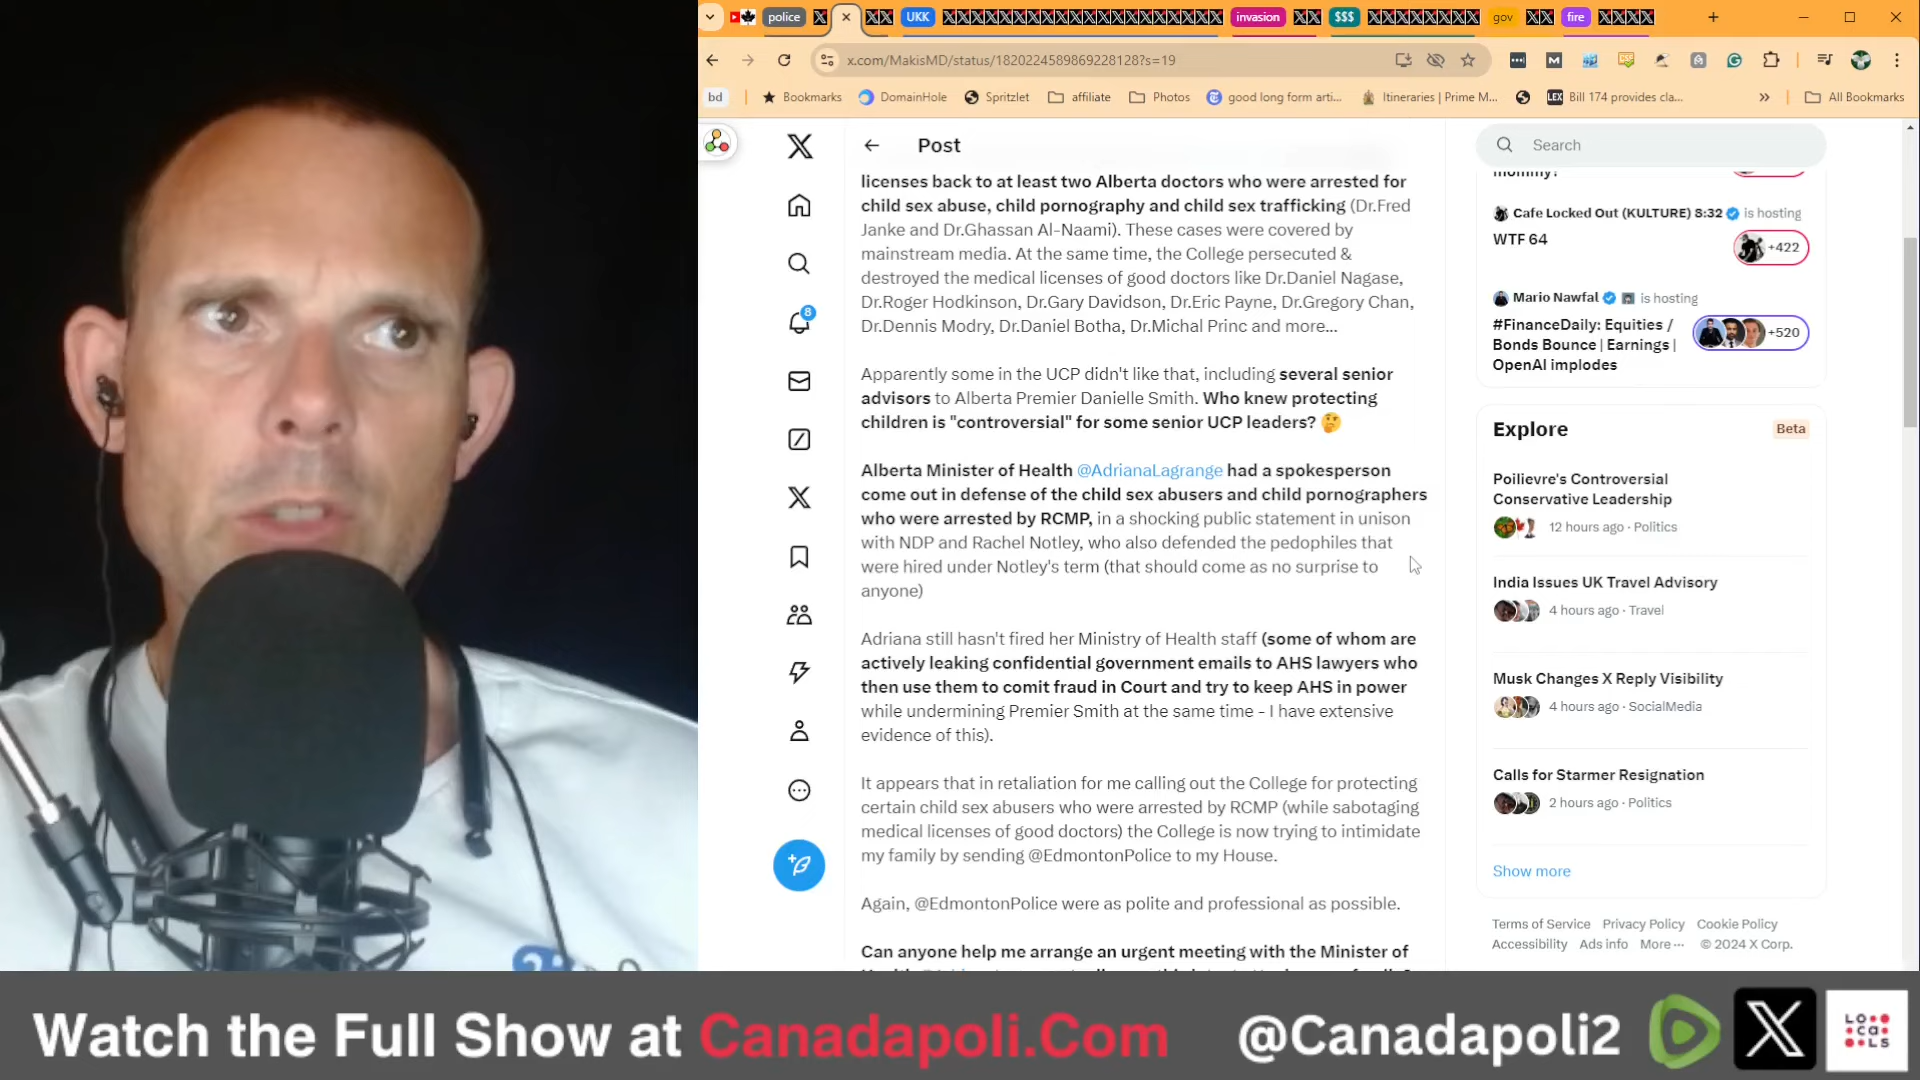 police
UKK
invasion
$$$
gov
fire
x.com/MakisMD/status/1820224589869228128?s=19
bd
Bookmarks
DomainHole
Spritzlet
affiliate
Photos
good long form arti...
Itineraries | Prime M...
LEX
Bill 174 provides cla...
All Bookmarks
Post
Search
licenses back to at least two Alberta doctors who were arrested for
child sex abuse, child pornography and child sex trafficking (Dr.Fred
Janke and Dr.Ghassan Al-Naami). These cases were covered by
mainstream media. At the same time, the College persecuted &
destroyed the medical licenses of good doctors like Dr.Daniel Nagase,
Dr.Roger Hodkinson, Dr.Gary Davidson, Dr.Eric Payne, Dr.Gregory Chan,
Dr.Dennis Modry, Dr.Daniel Botha, Dr.Michal Princ and more...
Apparently some in the UCP didn't like that, including several senior
advisors to Alberta Premier Danielle Smith. Who knew protecting
children is "controversial" for some senior UCP leaders? 🤔
Alberta Minister of Health @AdrianaLagrange had a spokesperson
come out in defense of the child sex abusers and child pornographers
who were arrested by RCMP, in a shocking public statement in unison
with NDP and Rachel Notley, who also defended the pedophiles that
were hired under Notley's term (that should come as no surprise to
anyone)
Adriana still hasn't fired her Ministry of Health staff (some of whom are
actively leaking confidential government emails to AHS lawyers who
then use them to comit fraud in Court and try to keep AHS in power
while undermining Premier Smith at the same time - I have extensive
evidence of this).
It appears that in retaliation for me calling out the College for protecting
certain child sex abusers who were arrested by RCMP (while sabotaging
medical licenses of good doctors) the College is now trying to intimidate
my family by sending @EdmontonPolice to my House.
Again, @EdmontonPolice were as polite and professional as possible.
Can anyone help me arrange an urgent meeting with the Minister of
8
Cafe Locked Out (KULTURE) 8:32 is hosting
WTF 64
+422
Mario Nawfal is hosting
#FinanceDaily: Equities /
Bonds Bounce | Earnings |
OpenAI implodes
+520
Explore
Beta
Poilievre's Controversial
Conservative Leadership
12 hours ago · Politics
India Issues UK Travel Advisory
4 hours ago · Travel
Musk Changes X Reply Visibility
4 hours ago · SocialMedia
Calls for Starmer Resignation
2 hours ago · Politics
Show more
Terms of Service Privacy Policy Cookie Policy
Accessibility Ads info More ··· © 2024 X Corp.
Watch the Full Show at Canadapoli.Com
@Canadapoli2
LOCALS